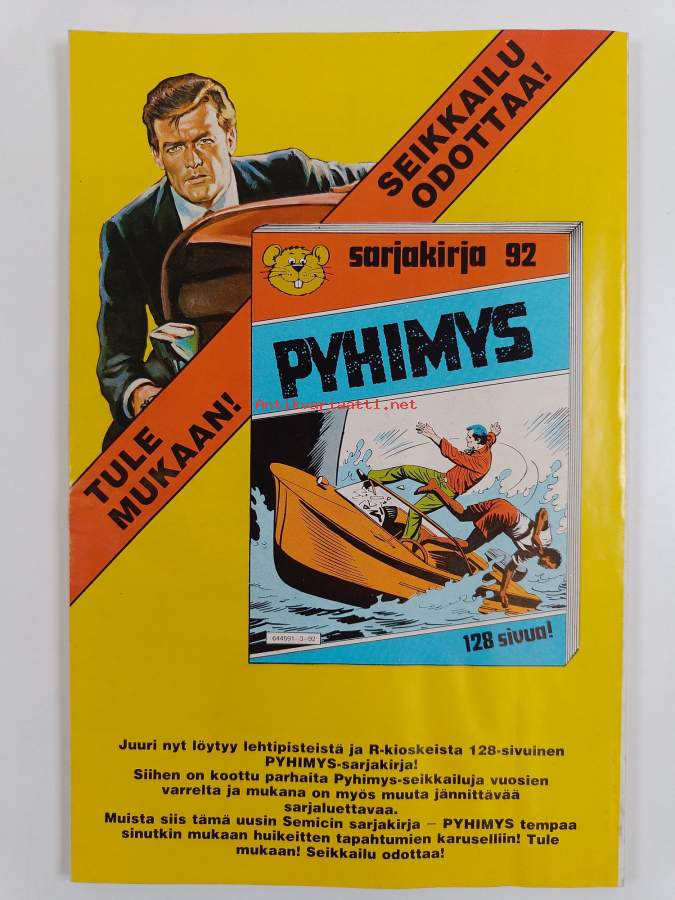 SEIKKAILU
ODOTTAA!
sarjakirja 92
PYHIMYS
Antikvariaatti.net
TULE
MUKAAN!
644591-3-92
128 sivua!
Juuri nyt löytyy lehtipisteistä ja R-kioskeista 128-sivuinen
PYHIMYS-sarjakirja!
Siihen on koottu parhaita Pyhimys-seikkailuja vuosien
varrelta ja mukana on myös muuta jännittävää
sarjaluettavaa.
Muista siis tämä uusin Semicin sarjakirja – PYHIMYS tempaa
sinutkin mukaan huikeitten tapahtumien karuselliin! Tule
mukaan! Seikkailu odottaa!